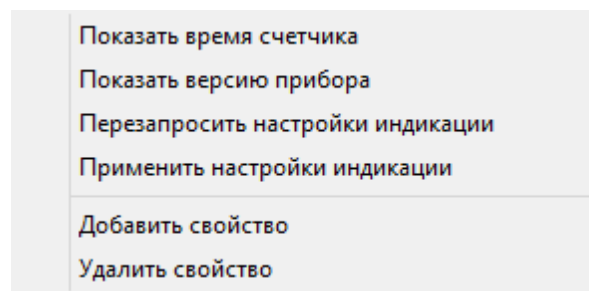 Показать время счетчика
Показать версию прибора
Перезапросить настройки индикации
Применить настройки индикации
Добавить свойство
Удалить свойство